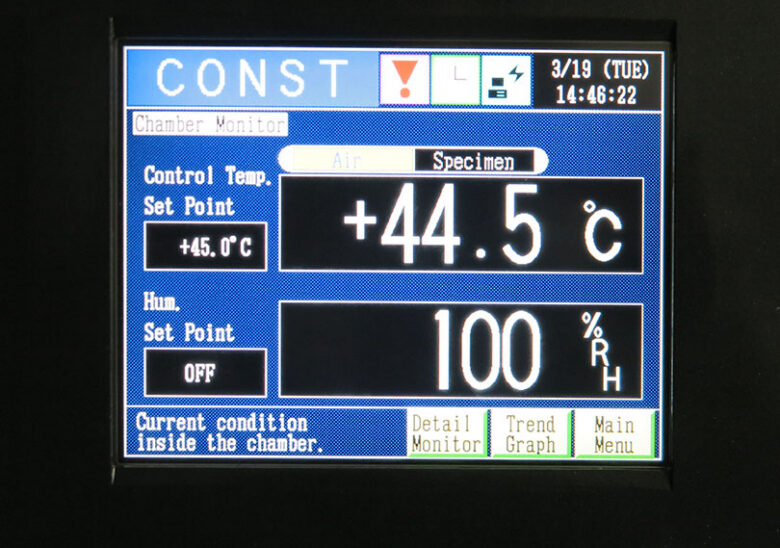 CONST
3/19 (TUE)
14:46:22
Chamber Monitor
Air
Specimen
Control Temp.
Set Point
+45.0°C
+44.5 °C
Hum.
Set Point
OFF
100 %RH
Current condition
inside the chamber.
Detail
Monitor
Trend
Graph
Main
Menu